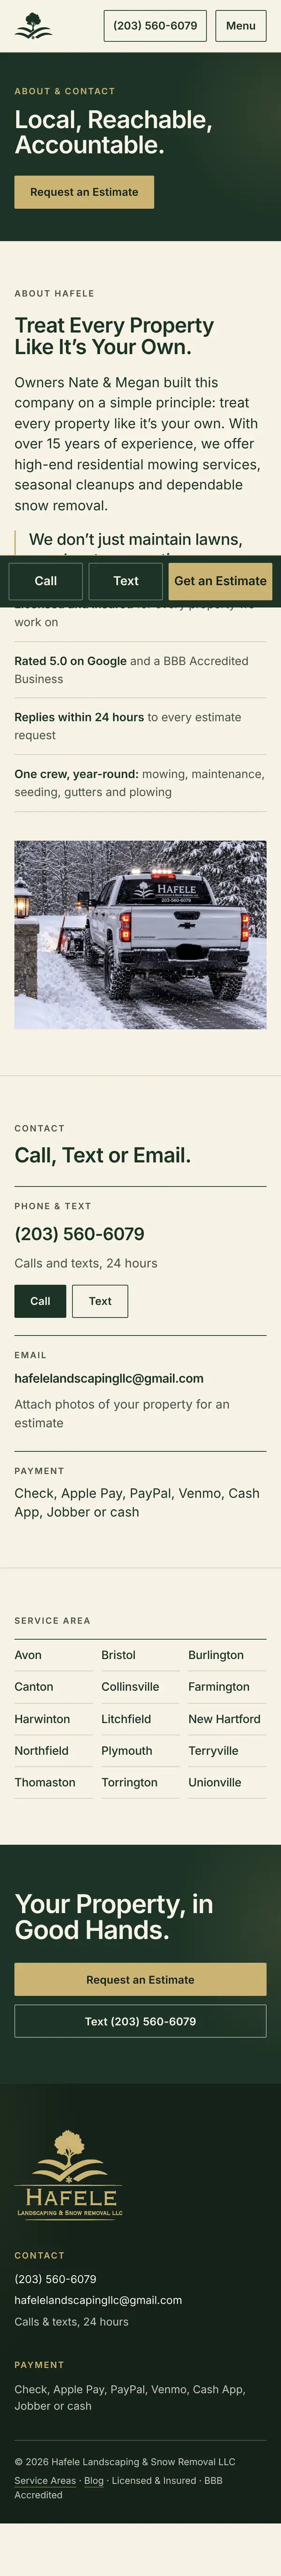 (203) 560-6079
Menu
ABOUT & CONTACT
Local, Reachable,
Accountable.
Request an Estimate
ABOUT HAFELE
Treat Every Property
Like It's Your Own.
Owners Nate & Megan built this
company on a simple principle: treat
every property like it's your own. With
over 15 years of experience, we offer
high-end residential mowing services,
seasonal cleanups and dependable
snow removal.
We don't just maintain lawns,
Call
Text
Get an Estimate
Licensed and insured for every property we
work on
Rated 5.0 on Google and a BBB Accredited
Business
Replies within 24 hours to every estimate
request
One crew, year-round: mowing, maintenance,
seeding, gutters and plowing
HAFELE
203-560-6079
CONTACT
Call, Text or Email.
PHONE & TEXT
(203) 560-6079
Calls and texts, 24 hours
Call
Text
EMAIL
hafelelandscapingllc@gmail.com
Attach photos of your property for an
estimate
PAYMENT
Check, Apple Pay, PayPal, Venmo, Cash
App, Jobber or cash
SERVICE AREA
Avon Bristol Burlington
Canton Collinsville Farmington
Harwinton Litchfield New Hartford
Northfield Plymouth Terryville
Thomaston Torrington Unionville
Your Property, in
Good Hands.
Request an Estimate
Text (203) 560-6079
HAFELE
LANDSCAPING & SNOW REMOVAL LLC
CONTACT
(203) 560-6079
hafelelandscapingllc@gmail.com
Calls & texts, 24 hours
PAYMENT
Check, Apple Pay, PayPal, Venmo, Cash App,
Jobber or cash
© 2026 Hafele Landscaping & Snow Removal LLC
Service Areas · Blog · Licensed & Insured · BBB
Accredited